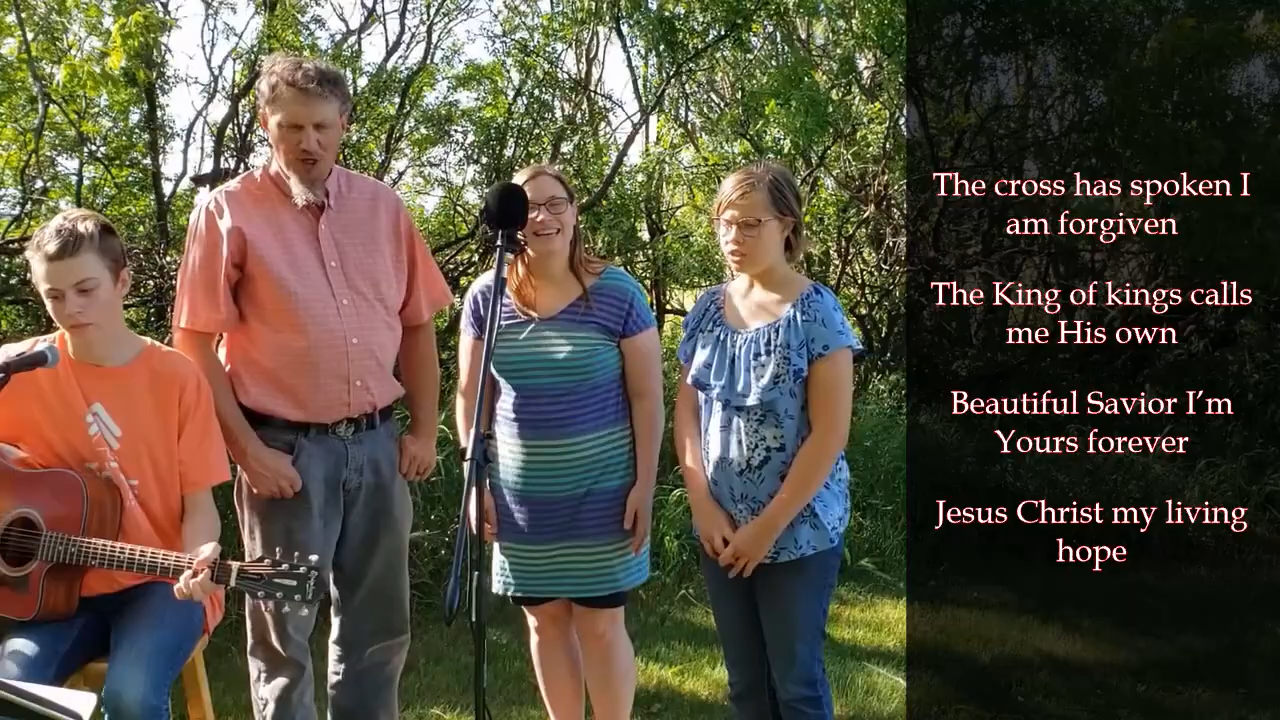 The cross has spoken I
am forgiven
The King of kings calls
me His own
Beautiful Savior I’m
Yours forever
Jesus Christ my living
hope